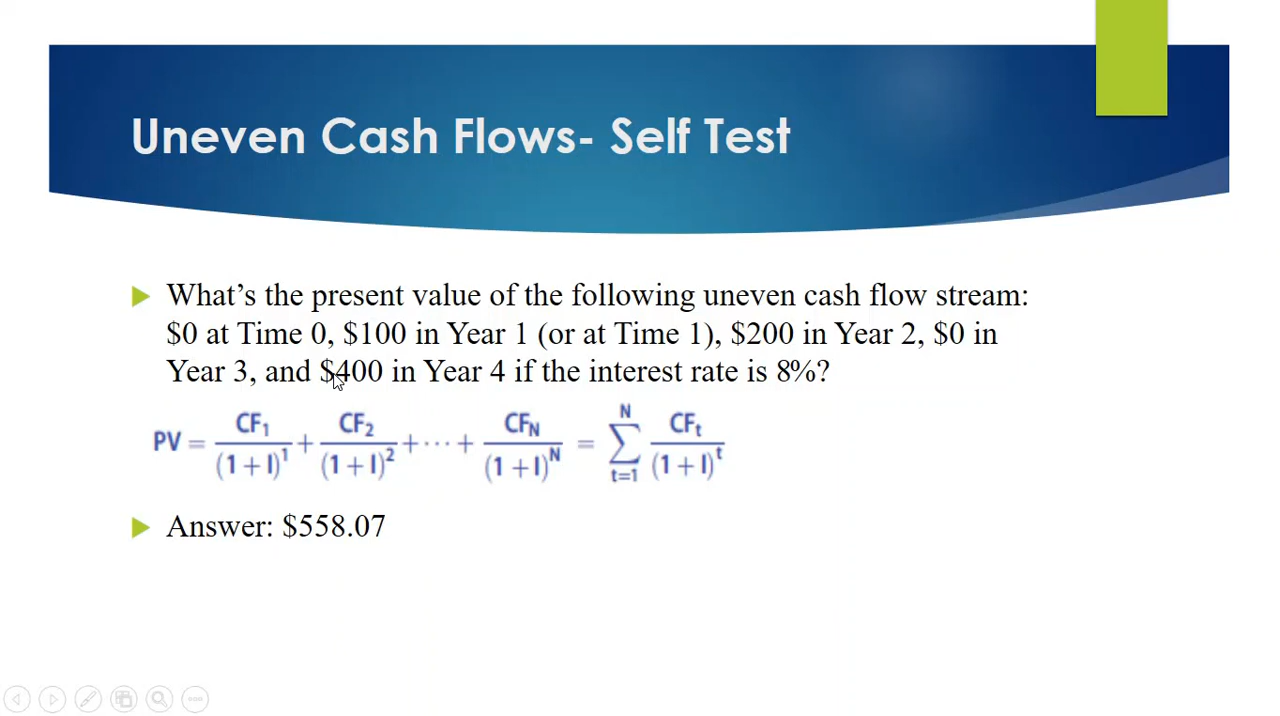 Uneven Cash Flows- Self Test
What’s the present value of the following uneven cash flow stream:
$0 at Time 0, $100 in Year 1 (or at Time 1), $200 in Year 2, $0 in
Year 3, and $400 in Year 4 if the interest rate is 8%?
PV = CF₁/(1+I)¹ + CF₂/(1+I)² + ··· + CF_N/(1+I)^N = ∑_{t=1}^{N} CF_t/(1+I)^t
Answer: $558.07